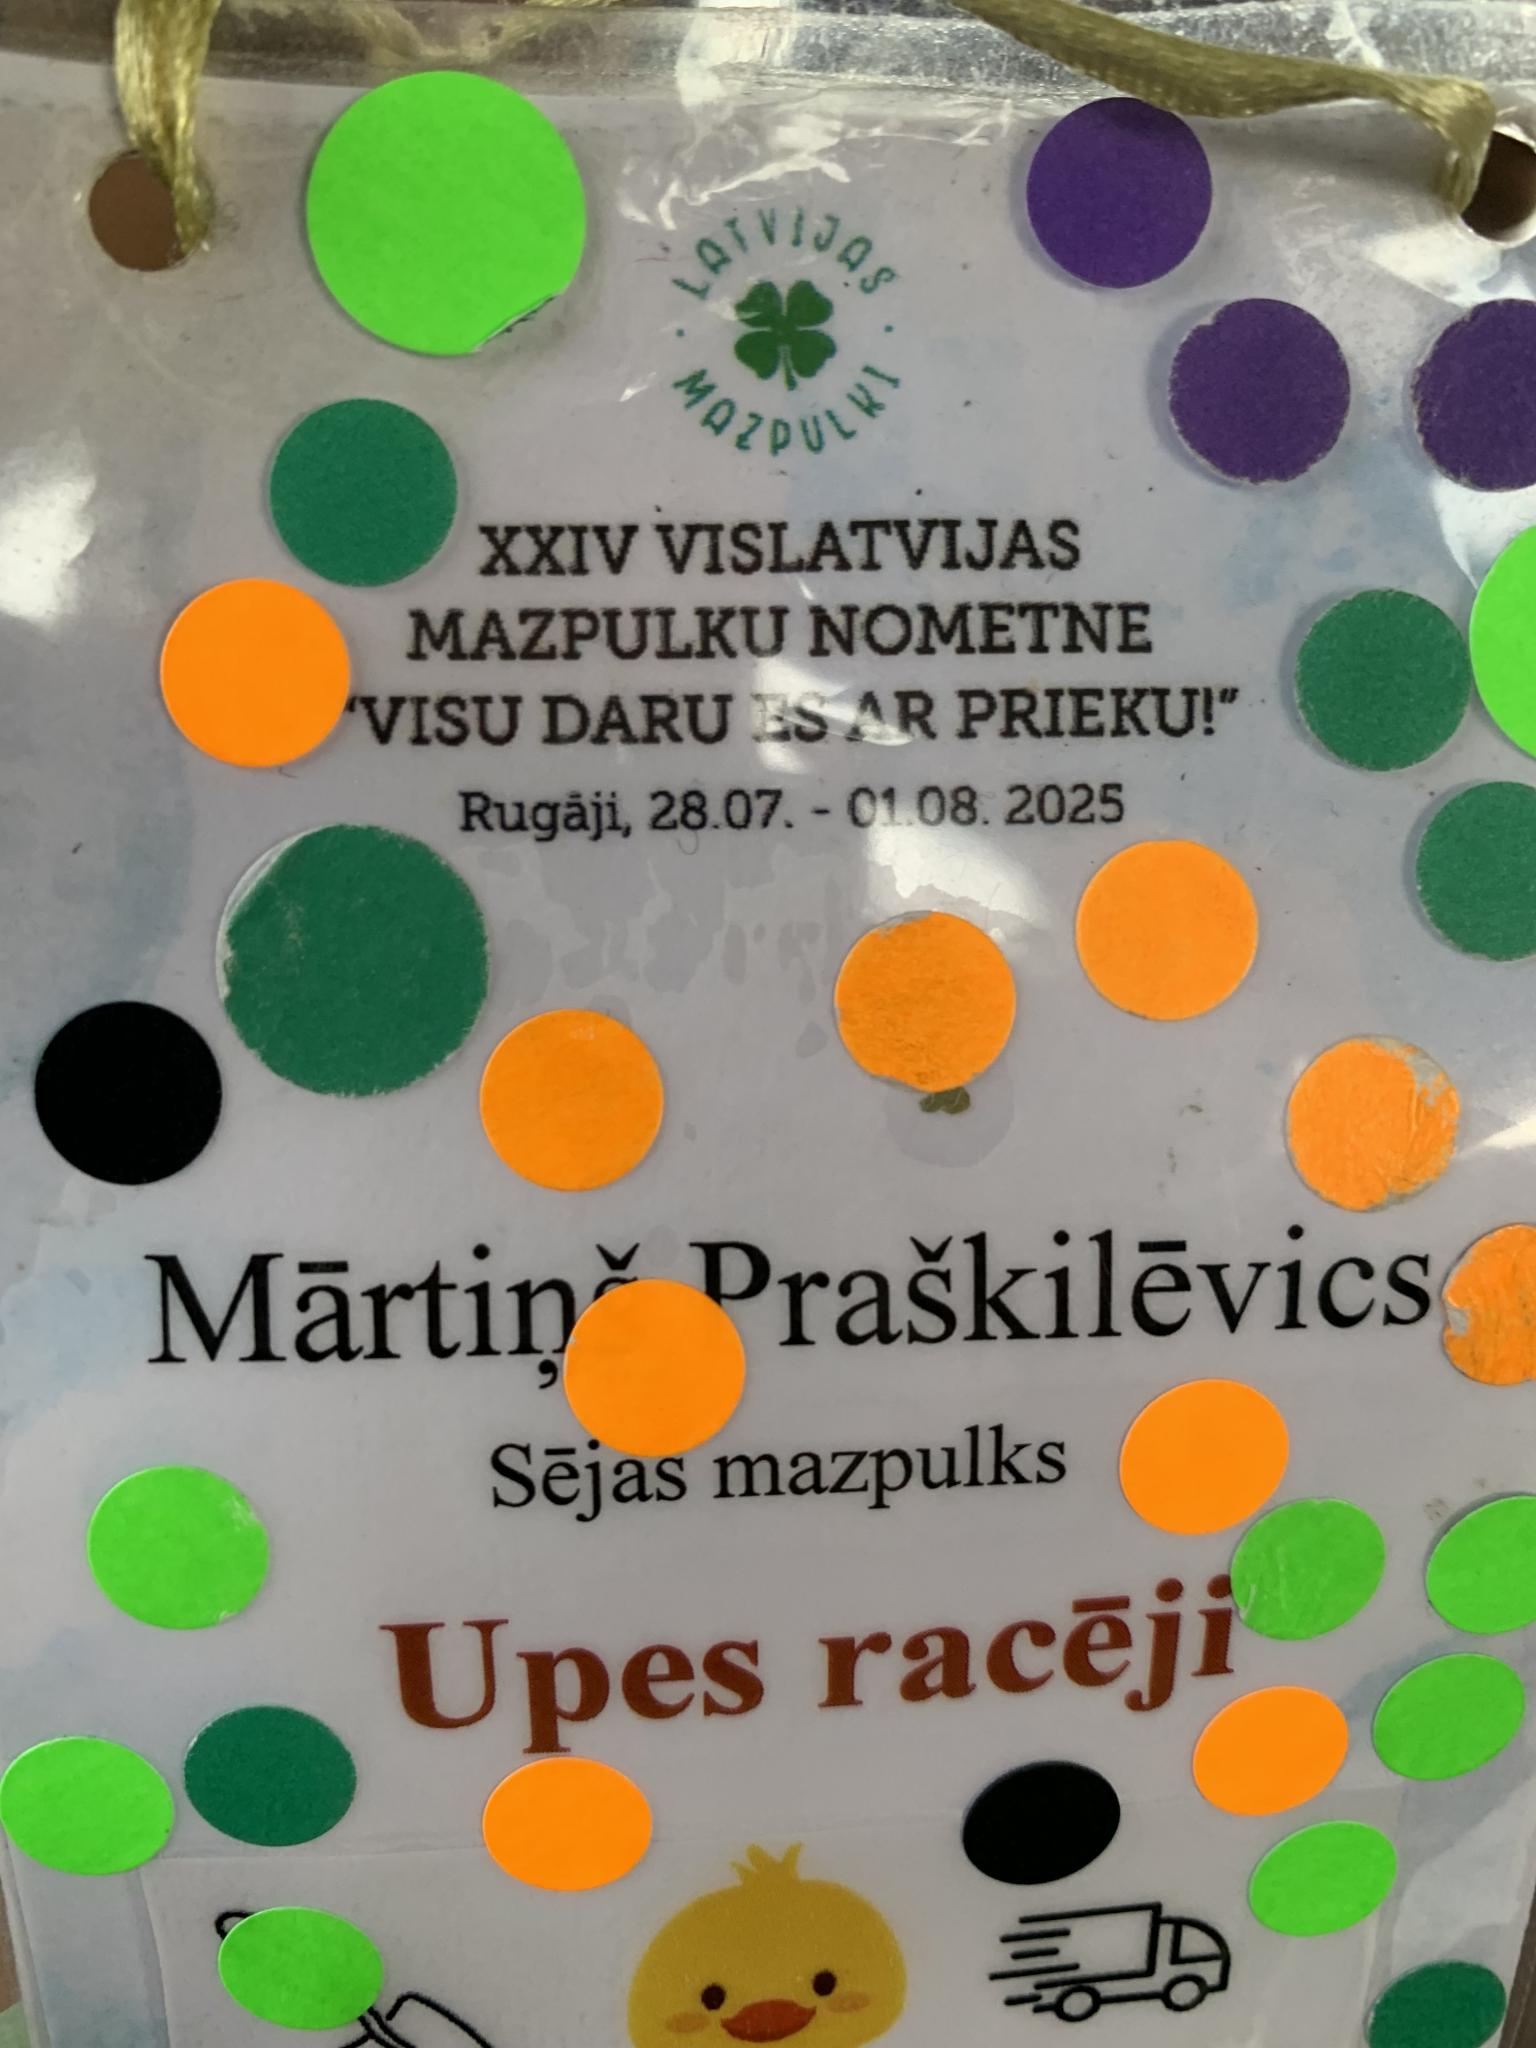 LATVIJAS
MAZPULKI
XXIV VISLATVIJAS
MAZPULKU NOMETNE
“VISU DARU ES AR PRIEKU!”
Rugāji, 28.07. - 01.08. 2025
Mārtiņš Praškilēvics
Sējas mazpulks
Upes racēji